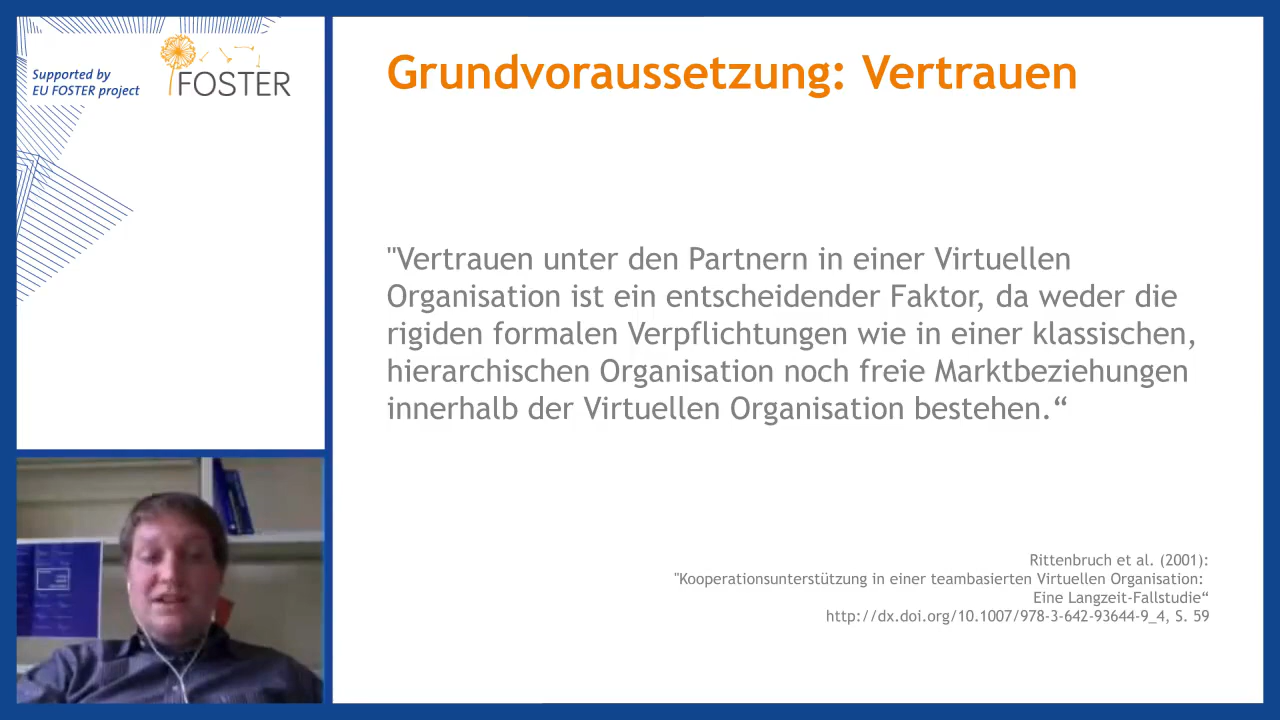 Supported by
EU FOSTER project
FOSTER
Grundvoraussetzung: Vertrauen
"Vertrauen unter den Partnern in einer Virtuellen
Organisation ist ein entscheidender Faktor, da weder die
rigiden formalen Verpflichtungen wie in einer klassischen,
hierarchischen Organisation noch freie Marktbeziehungen
innerhalb der Virtuellen Organisation bestehen.“
Rittenbruch et al. (2001):
"Kooperationsunterstützung in einer teambasierten Virtuellen Organisation:
Eine Langzeit-Fallstudie“
http://dx.doi.org/10.1007/978-3-642-93644-9_4, S. 59